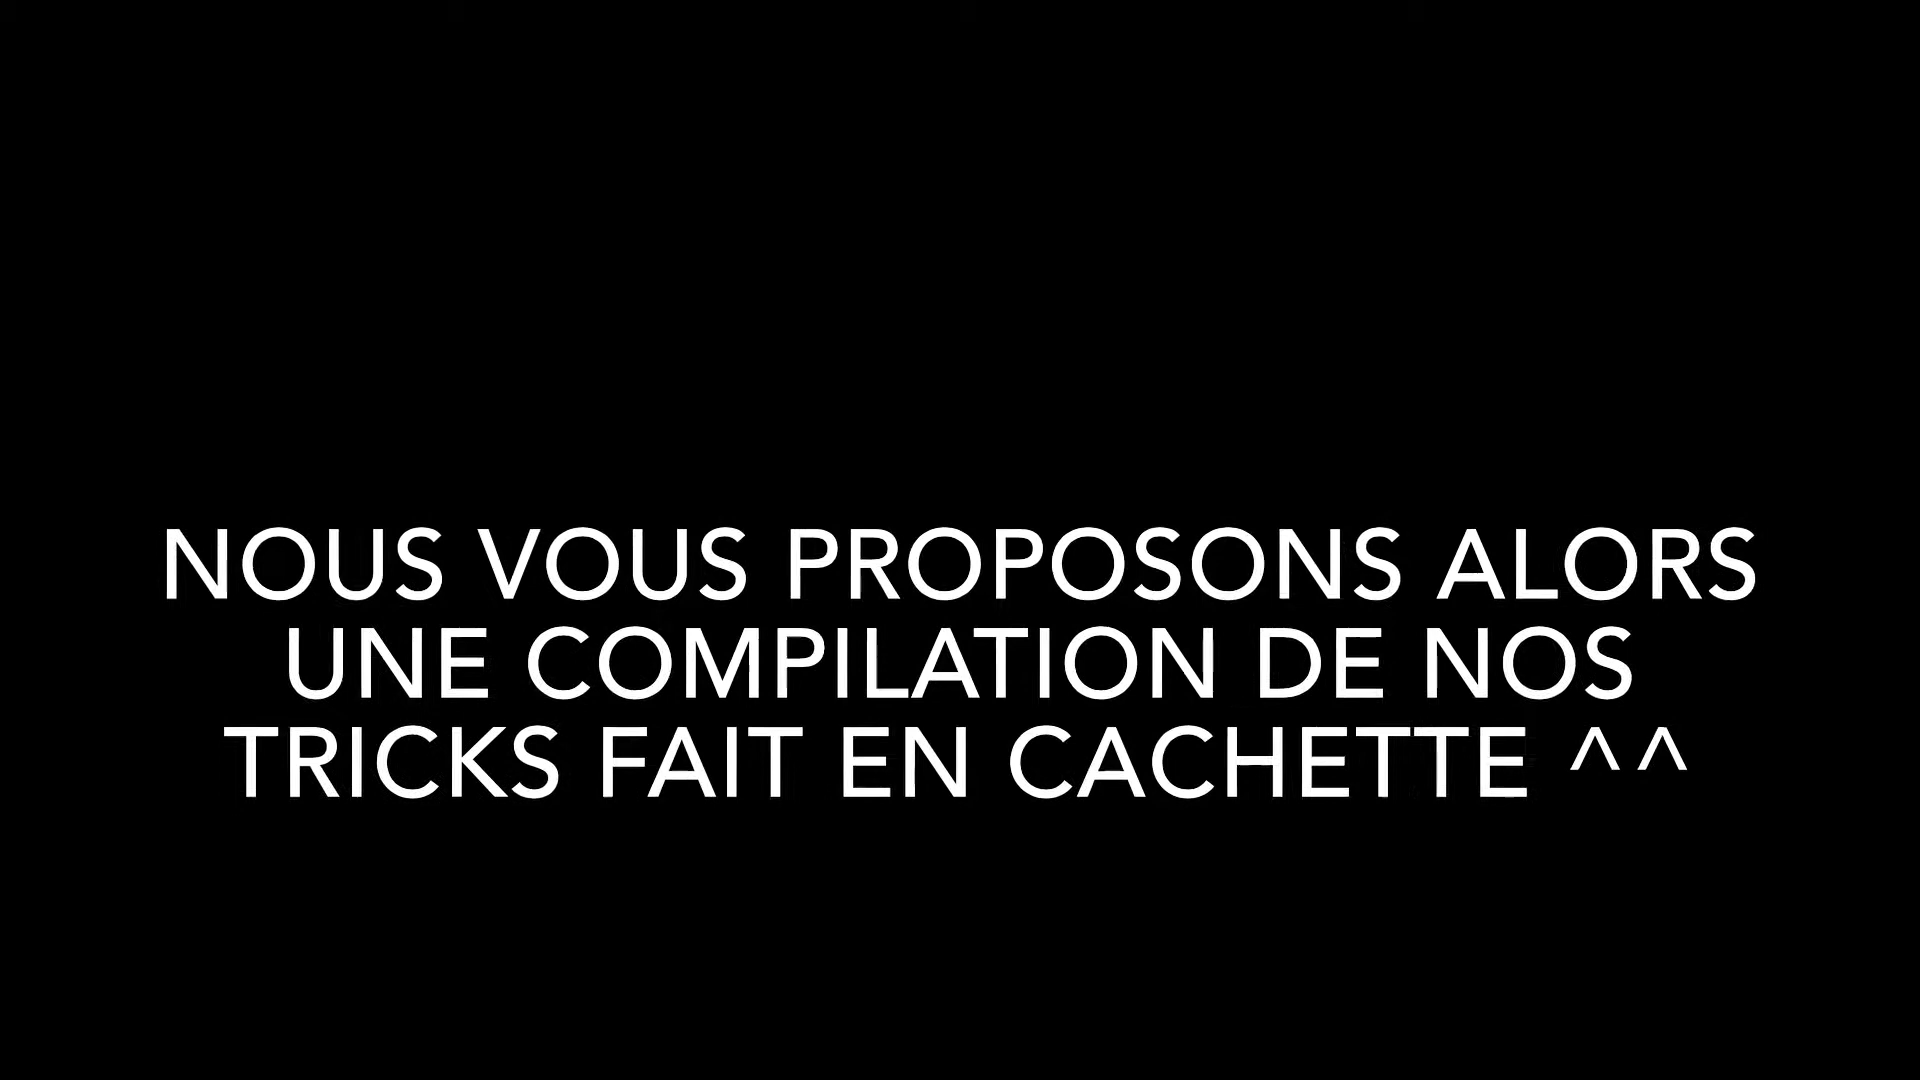 NOUS VOUS PROPOSONS ALORS
UNE COMPILATION DE NOS
TRICKS FAIT EN CACHETTE ^^